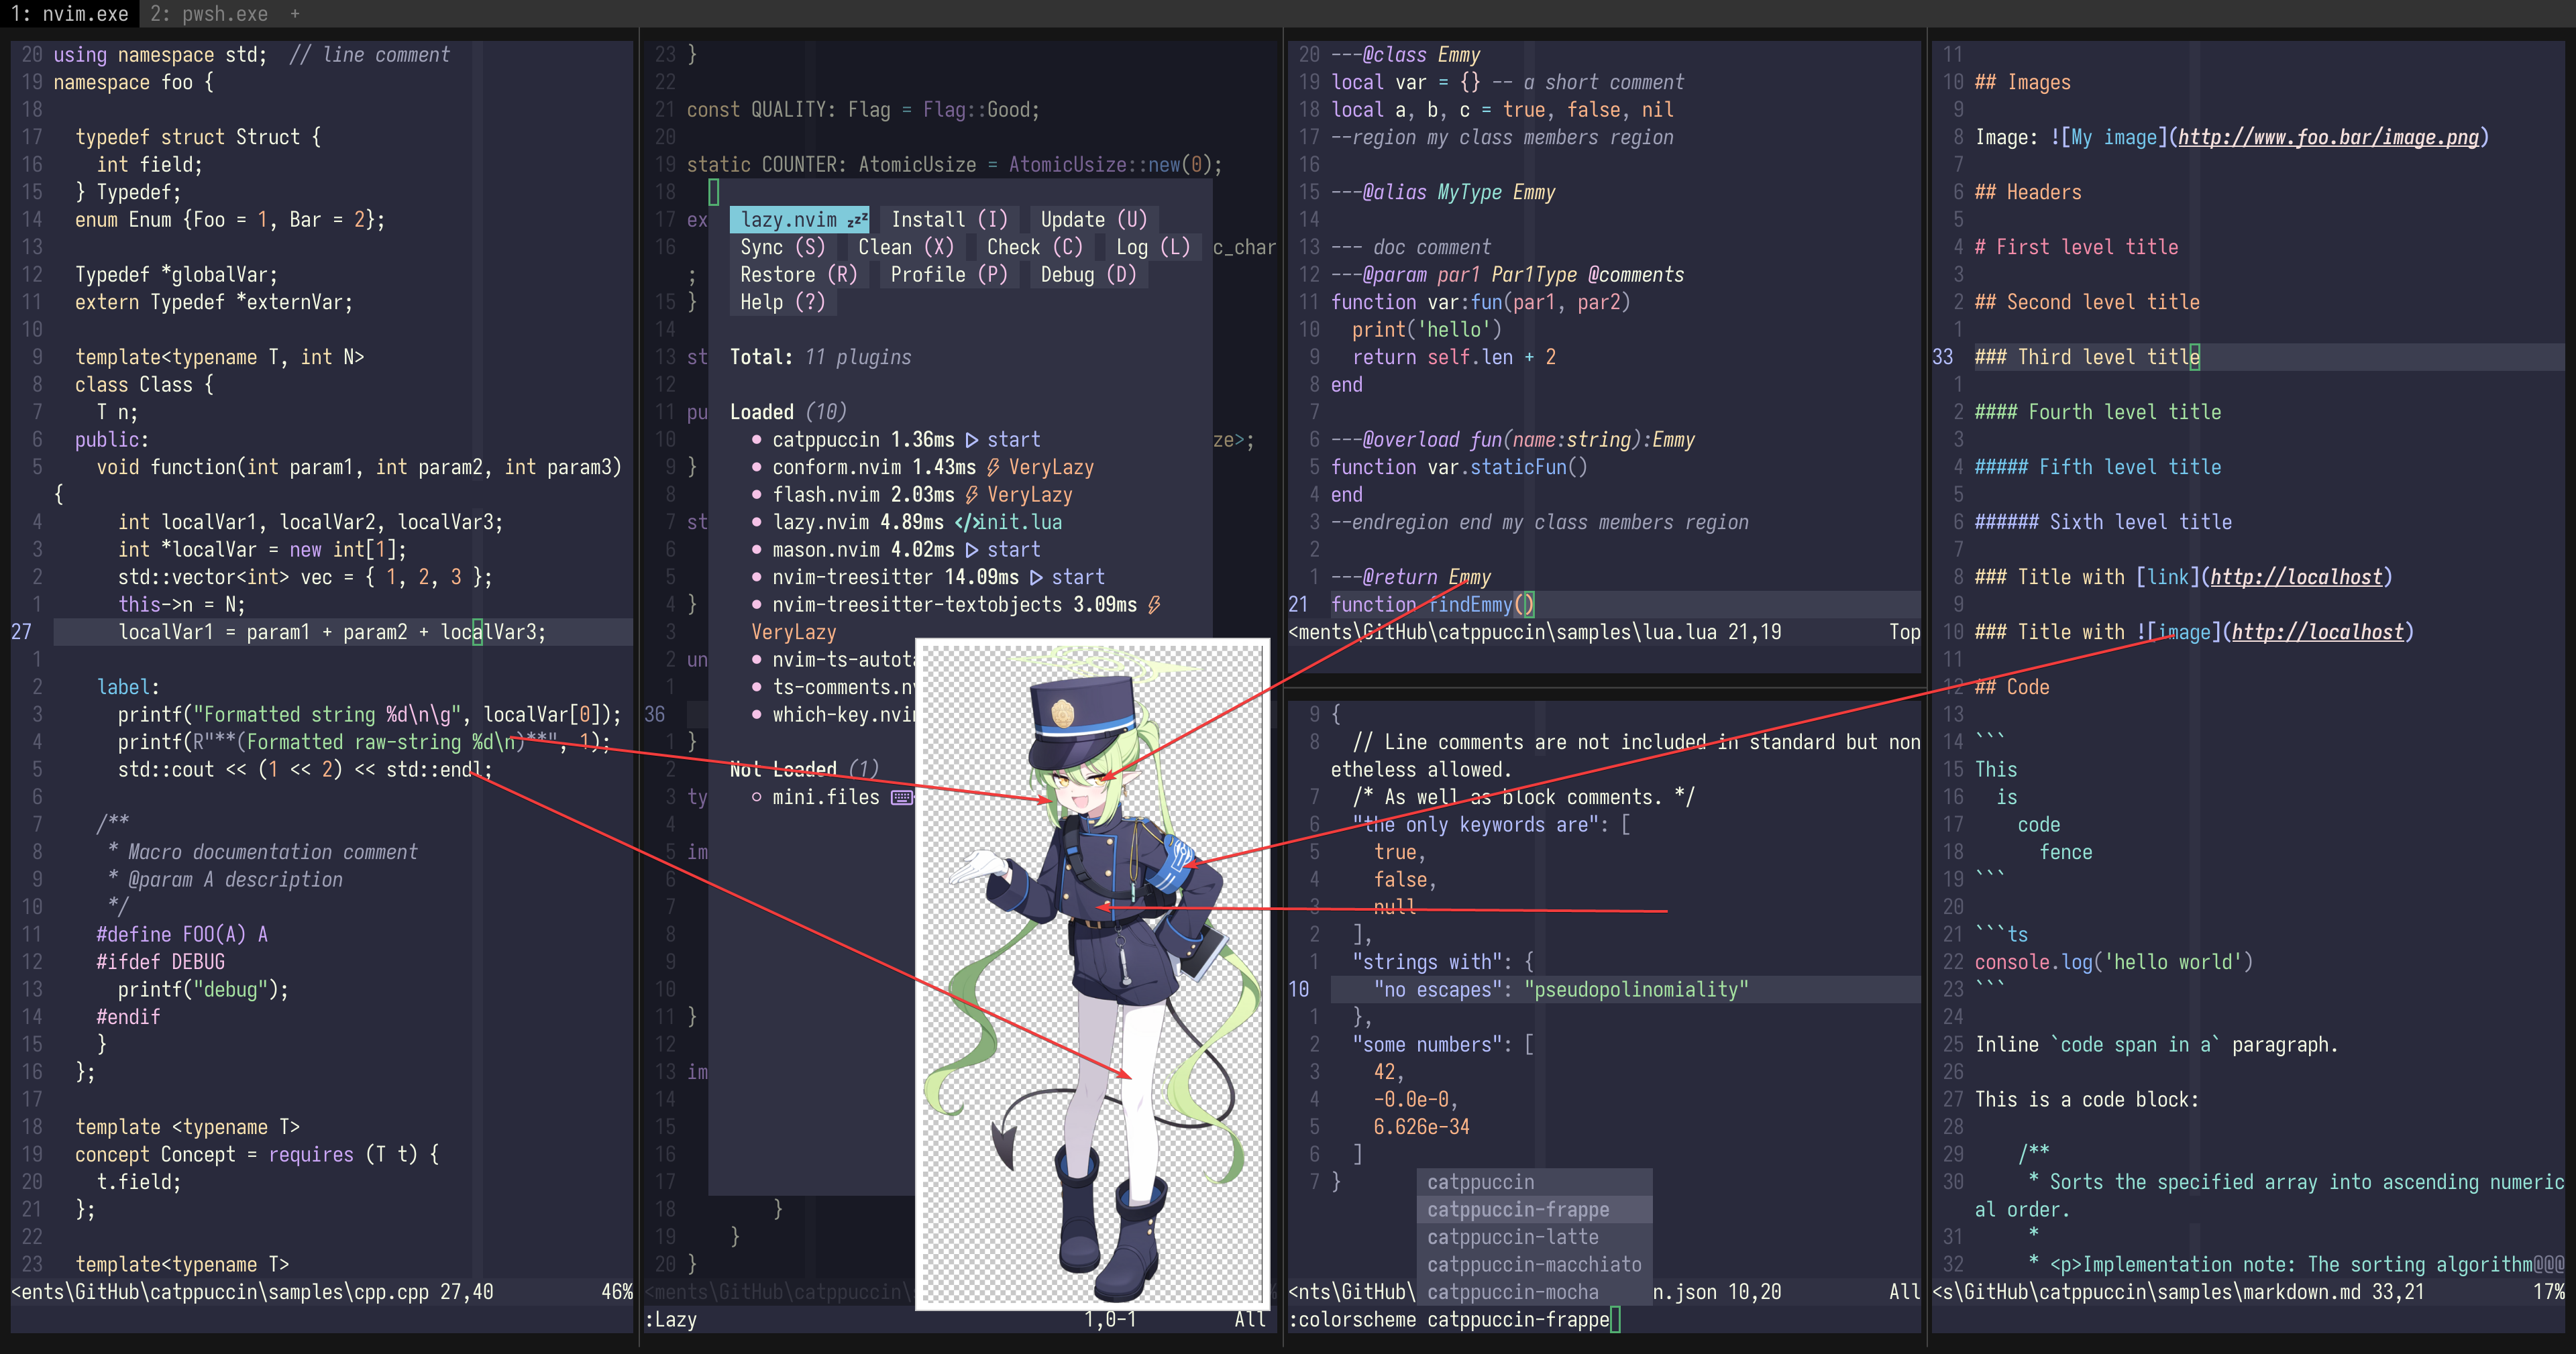 1: nvim.exe  2: pwsh.exe  +
20 using namespace std;  // line comment
19 namespace foo {
18
17   typedef struct Struct {
16     int field;
15   } Typedef;
14   enum Enum {Foo = 1, Bar = 2};
13
12   Typedef *globalVar;
11   extern Typedef *externVar;
10
9   template<typename T, int N>
8   class Class {
7     T n;
6   public:
5     void function(int param1, int param2, int param3)
{
4       int localVar1, localVar2, localVar3;
3       int *localVar = new int[1];
2       std::vector<int> vec = { 1, 2, 3 };
1       this->n = N;
27       localVar1 = param1 + param2 + localVar3;
1
2     label:
3       printf("Formatted string %d\n\g", localVar[0]);
4       printf(R"**(Formatted raw-string %d\n)**", 1);
5       std::cout << (1 << 2) << std::endl;
6
7     /**
8      * Macro documentation comment
9      * @param A description
10      */
11     #define FOO(A) A
12     #ifdef DEBUG
13       printf("debug");
14     #endif
15     }
16   };
17
18   template <typename T>
19   concept Concept = requires (T t) {
20     t.field;
21   };
22
23   template<typename T>
<ents\GitHub\catppuccin\samples\cpp.cpp 27,40 46%
23 }
22
21 const QUALITY: Flag = Flag::Good;
20
19 static COUNTER: AtomicUsize = AtomicUsize::new(0);
18
17 ex
16 c_char
;
15 }
14
13 st
12
11 pu
10 ze>;
9 }
8
7 st
6
5
4 }
3
2 un
1
36
1 }
2
3 ty
4
5 im
6
7
8
9
10
11 }
12
13 im
14
15
16
17
18 }
19 }
20 }
lazy.nvim zzz  Install (I)  Update (U)
Sync (S)  Clean (X)  Check (C)  Log (L)
Restore (R)  Profile (P)  Debug (D)
Help (?)
Total: 11 plugins
Loaded (10)
● catppuccin 1.36ms start
● conform.nvim 1.43ms VeryLazy
● flash.nvim 2.03ms VeryLazy
● lazy.nvim 4.89ms </>init.lua
● mason.nvim 4.02ms start
● nvim-treesitter 14.09ms start
● nvim-treesitter-textobjects 3.09ms
VeryLazy
● nvim-ts-autota
● ts-comments.nv
● which-key.nvim
Not Loaded (1)
○ mini.files
<ments\GitHub\catppuccin\
:Lazy 1,0-1 All
20 ---@class Emmy
19 local var = {} -- a short comment
18 local a, b, c = true, false, nil
17 --region my class members region
16
15 ---@alias MyType Emmy
14
13 --- doc comment
12 ---@param par1 Par1Type @comments
11 function var:fun(par1, par2)
10   print('hello')
9   return self.len + 2
8 end
7
6 ---@overload fun(name:string):Emmy
5 function var.staticFun()
4 end
3 --endregion end my class members region
2
1 ---@return Emmy
21 function findEmmy()
<ments\GitHub\catppuccin\samples\lua.lua 21,19 Top
9 {
8   // Line comments are not included in standard but non
etheless allowed.
7   /* As well as block comments. */
6   "the only keywords are": [
5     true,
4     false,
3     null
2   ],
1   "strings with": {
10     "no escapes": "pseudopolinomiality"
1   },
2   "some numbers": [
3     42,
4     -0.0e-0,
5     6.626e-34
6   ]
7 }
catppuccin
catppuccin-frappe
catppuccin-latte
catppuccin-macchiato
catppuccin-mocha
<nts\GitHub\ n.json 10,20 All
:colorscheme catppuccin-frappe
11
10 ## Images
9
8 Image: ![My image](http://www.foo.bar/image.png)
7
6 ## Headers
5
4 # First level title
3
2 ## Second level title
1
33 ### Third level title
1
2 #### Fourth level title
3
4 ##### Fifth level title
5
6 ###### Sixth level title
7
8 ### Title with [link](http://localhost)
9
10 ### Title with ![image](http://localhost)
11
12 ## Code
13
14 ```
15 This
16   is
17     code
18       fence
19 ```
20
21 ```ts
22 console.log('hello world')
23 ```
24
25 Inline `code span in a` paragraph.
26
27 This is a code block:
28
29     /**
30      * Sorts the specified array into ascending numeric
al order.
31      *
32      * <p>Implementation note: The sorting algorithm@@@
<s\GitHub\catppuccin\samples\markdown.md 33,21 17%